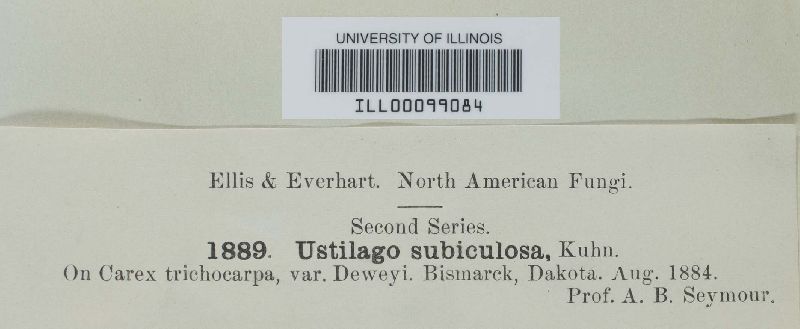 UNIVERSITY OF ILLINOIS
ILL00099084
Ellis & Everhart. North American Fungi.
Second Series.
1889. Ustilago subiculosa, Kuhn.
On Carex trichocarpa, var. Deweyi. Bismarck, Dakota. Aug. 1884.
Prof. A. B. Seymour.